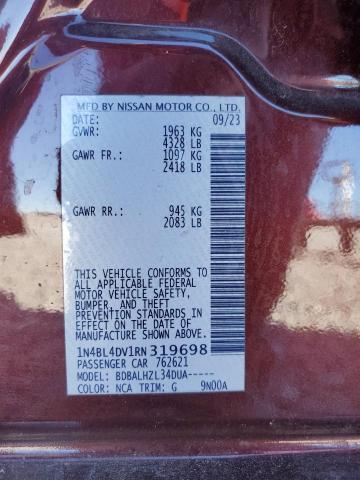 MFD BY NISSAN MOTOR CO., LTD.
DATE: 09/23
GVWR: 1963 KG
4328 LB
GAWR FR.: 1097 KG
2418 LB
GAWR RR.: 945 KG
2083 LB
THIS VEHICLE CONFORMS TO
ALL APPLICABLE FEDERAL
MOTOR VEHICLE SAFETY,
BUMPER, AND THEFT
PREVENTION STANDARDS IN
EFFECT ON THE DATE OF
MANUFACTURE SHOWN ABOVE.
1N4BL4DV1RN319698
PASSENGER CAR 762621
MODEL: BDBALHZL34DUA-----
COLOR: NCA TRIM: G 9N00A